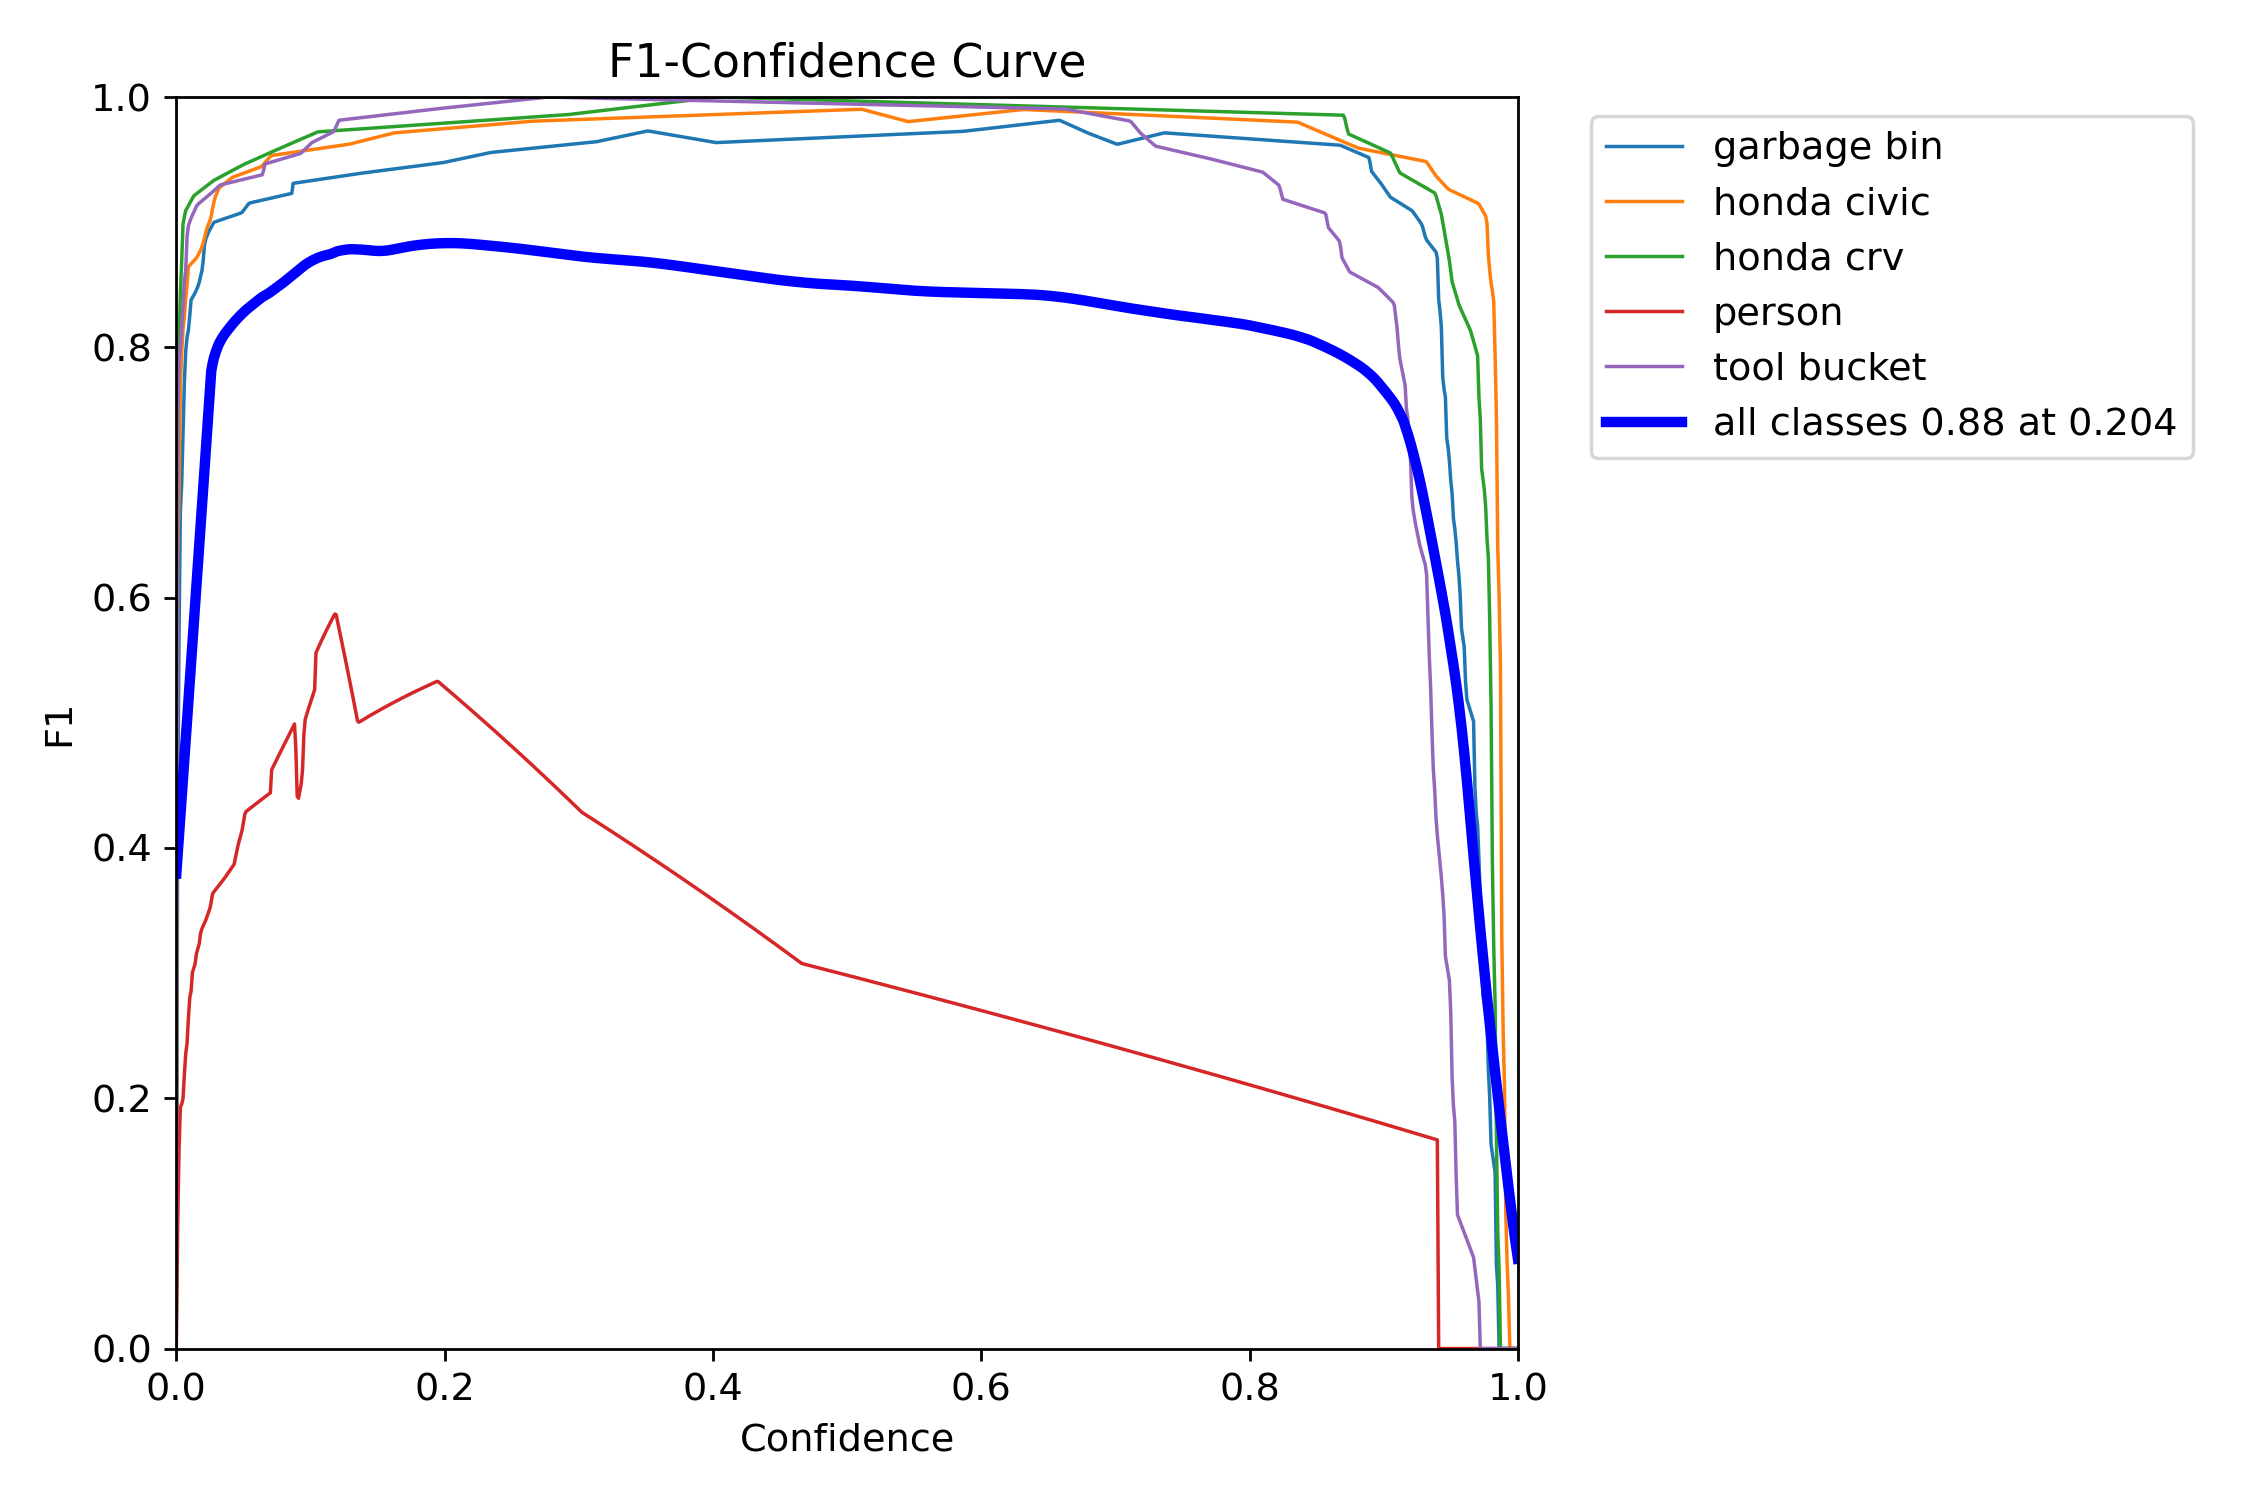 F1-Confidence Curve
1.0
0.8
0.6
0.4
0.2
0.0
F1
0.0 0.2 0.4 0.6 0.8 1.0
Confidence
garbage bin
honda civic
honda crv
person
tool bucket
all classes 0.88 at 0.204